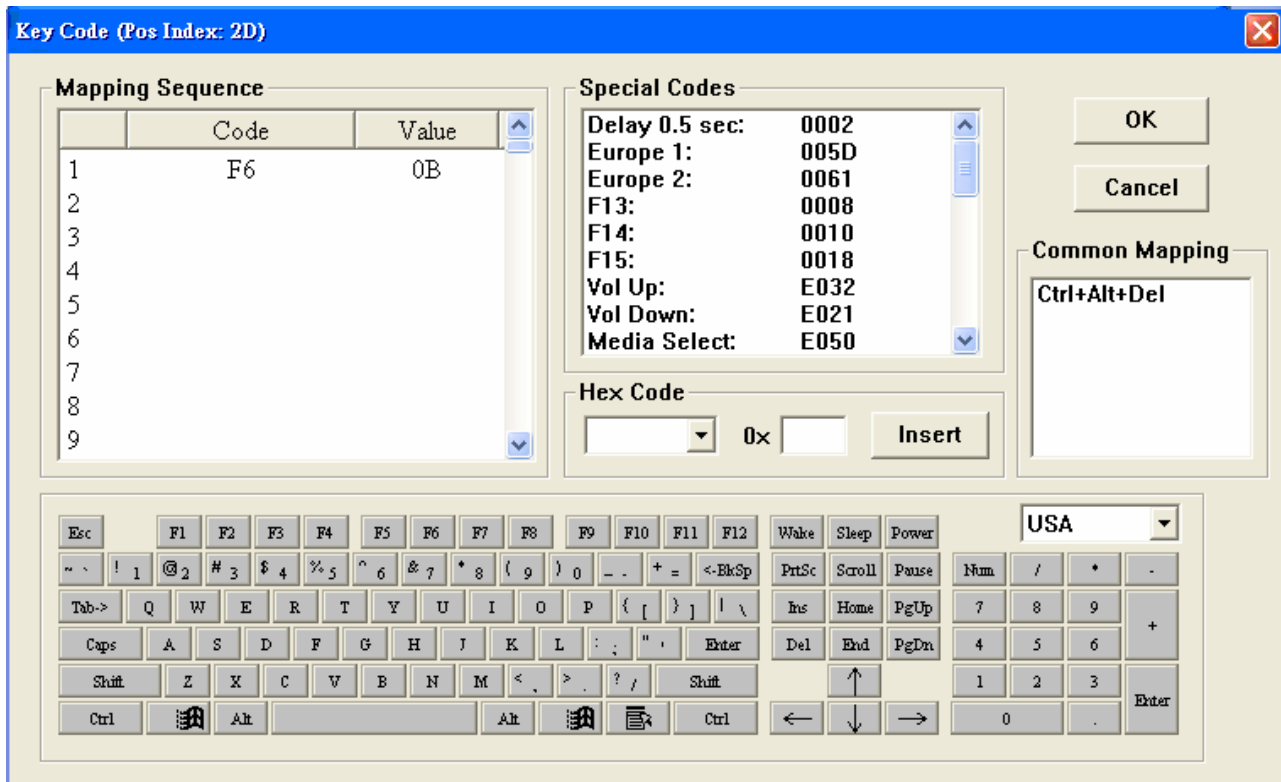 Key Code (Pos Index: 2D)
Mapping Sequence
Code Value
1 F6 0B
2
3
4
5
6
7
8
9
Special Codes
Delay 0.5 sec: 0002
Europe 1: 005D
Europe 2: 0061
F13: 0008
F14: 0010
F15: 0018
Vol Up: E032
Vol Down: E021
Media Select: E050
Hex Code
0x
Insert
OK
Cancel
Common Mapping
Ctrl+Alt+Del
USA
Esc F1 F2 F3 F4 F5 F6 F7 F8 F9 F10 F11 F12 Wake Sleep Power
~ ` ! 1 @ 2 # 3 $ 4 % 5 ^ 6 & 7 * 8 ( 9 ) 0 _ - + = <-BkSp PrtSc Scroll Pause Num / * -
Tab-> Q W E R T Y U I O P { [ } ] | \ Ins Home PgUp 7 8 9 +
Caps A S D F G H J K L : ; " ' Enter Del End PgDn 4 5 6
Shift Z X C V B N M < , > . ? / Shift ↑ 1 2 3 Enter
Ctrl Alt Alt Ctrl ← ↓ → 0 .